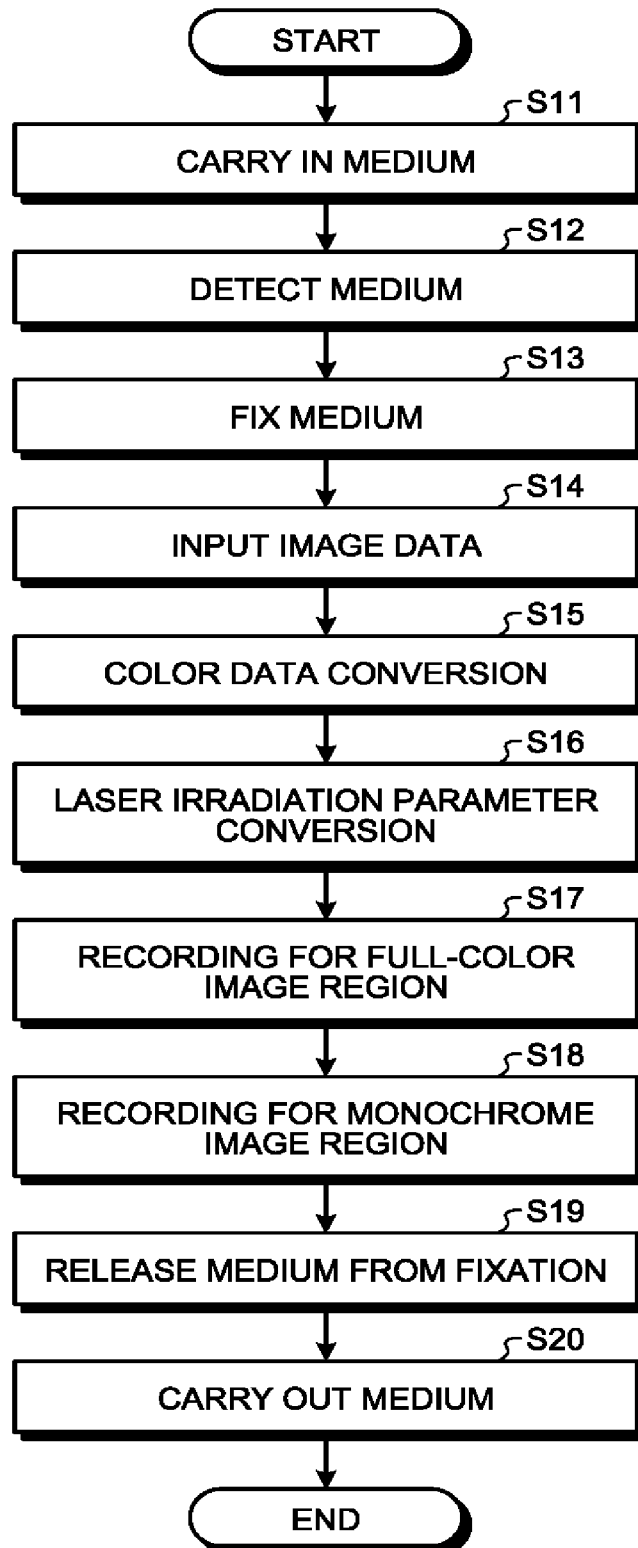 START
S11
CARRY IN MEDIUM
S12
DETECT MEDIUM
S13
FIX MEDIUM
S14
INPUT IMAGE DATA
S15
COLOR DATA CONVERSION
S16
LASER IRRADIATION PARAMETER
CONVERSION
S17
RECORDING FOR FULL-COLOR
IMAGE REGION
S18
RECORDING FOR MONOCHROME
IMAGE REGION
S19
RELEASE MEDIUM FROM FIXATION
S20
CARRY OUT MEDIUM
END